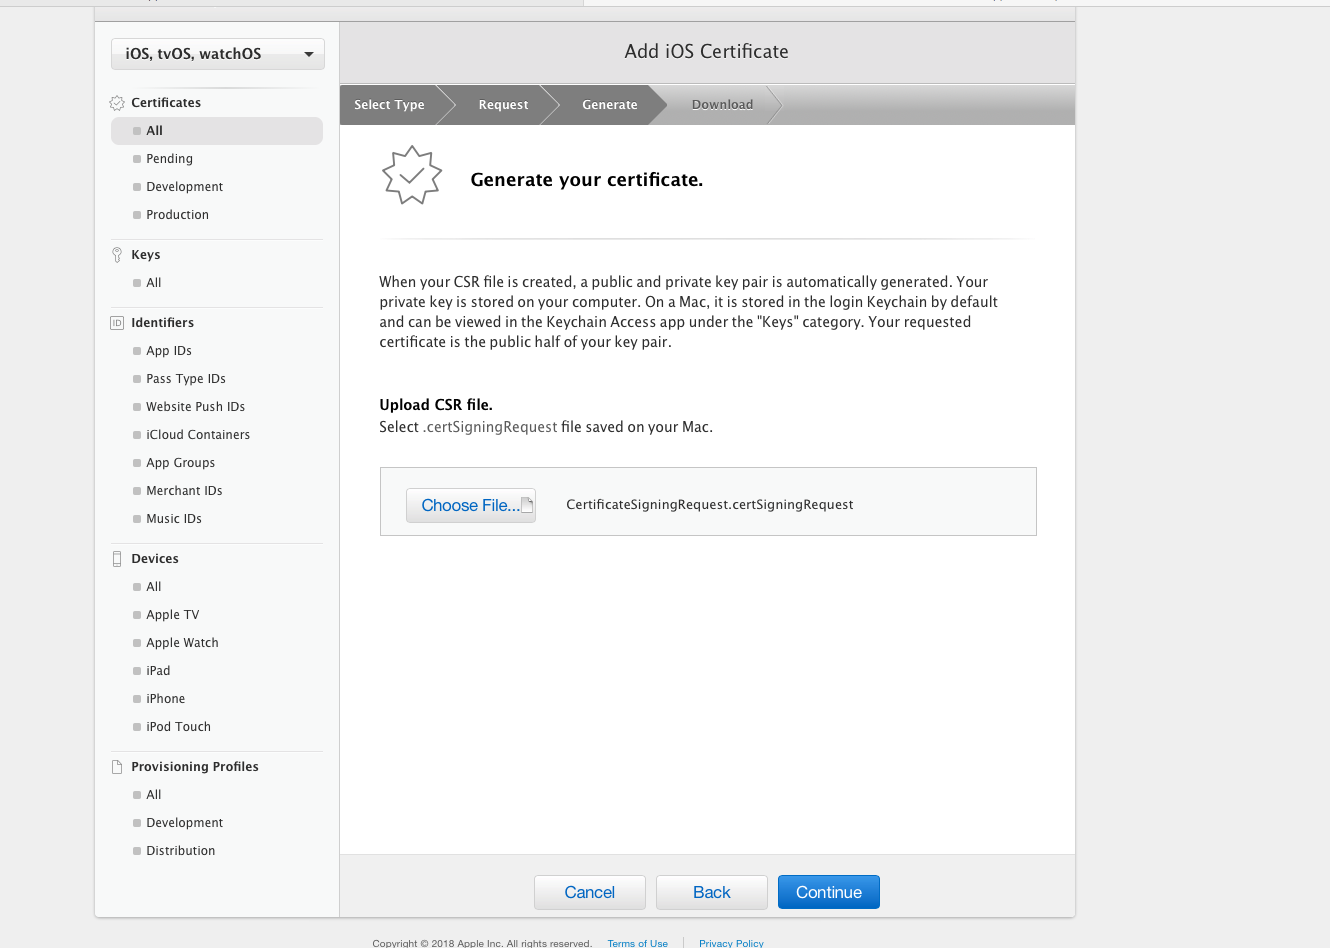 iOS, tvOS, watchOS
Certificates
All
Pending
Development
Production
Keys
All
Identifiers
ID
App IDs
Pass Type IDs
Website Push IDs
iCloud Containers
App Groups
Merchant IDs
Music IDs
Devices
All
Apple TV
Apple Watch
iPad
iPhone
iPod Touch
Provisioning Profiles
All
Development
Distribution
Add iOS Certificate
Select Type
Request
Generate
Download
Generate your certificate.
When your CSR file is created, a public and private key pair is automatically generated. Your
private key is stored on your computer. On a Mac, it is stored in the login Keychain by default
and can be viewed in the Keychain Access app under the "Keys" category. Your requested
certificate is the public half of your key pair.
Upload CSR file.
Select .certSigningRequest file saved on your Mac.
Choose File... CertificateSigningRequest.certSigningRequest
Cancel
Back
Continue
Copyright © 2018 Apple Inc. All rights reserved. Terms of Use Privacy Policy